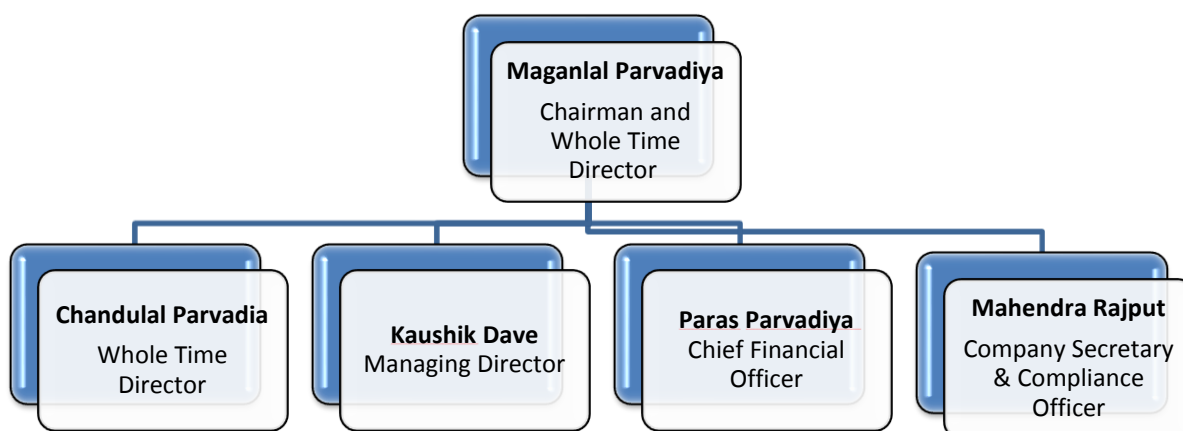 Maganlal Parvadiya
Chairman and
Whole Time
Director
Chandulal Parvadia
Whole Time
Director
Kaushik Dave
Managing Director
Paras Parvadiya
Chief Financial
Officer
Mahendra Rajput
Company Secretary
& Compliance
Officer